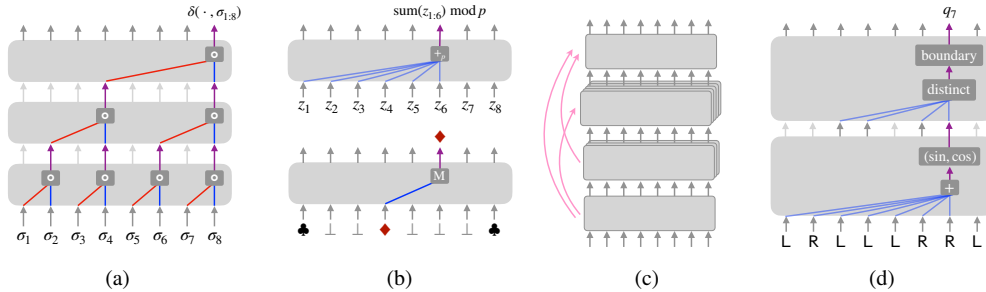 δ( · , σ1:8)
σ1 σ2 σ3 σ4 σ5 σ6 σ7 σ8
(a)
sum(z1:6) mod p
+p
z1 z2 z3 z4 z5 z6 z7 z8
♦
M
♣ ⊥ ⊥ ♦ ⊥ ⊥ ⊥ ♣
(b)
(c)
q7
boundary
distinct
(sin, cos)
+
L R L L L R R L
(d)